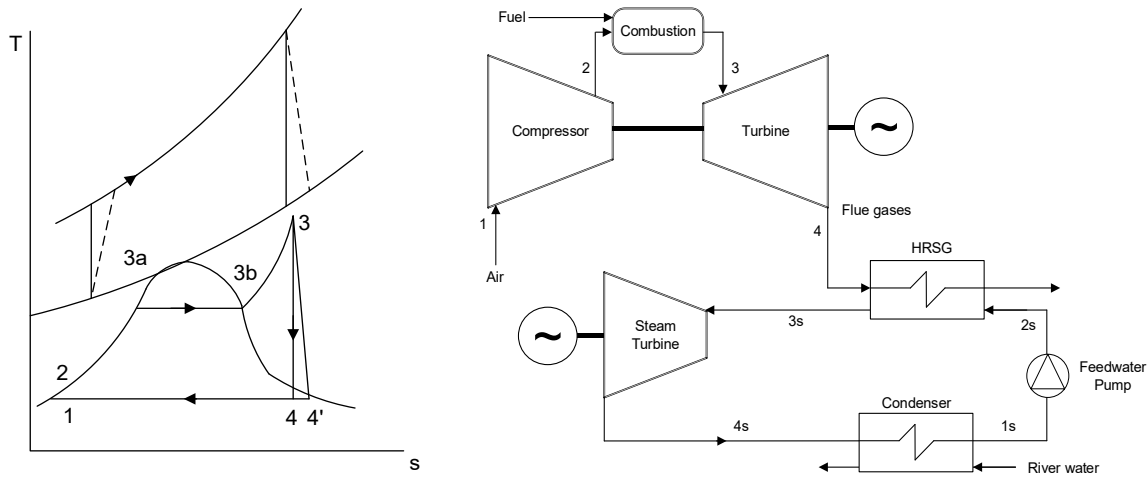 T
3a
3b
3
2
1
4
4'
s
Fuel
Combustion
2
3
Compressor
Turbine
~
1
Air
Flue gases
4
HRSG
~
Steam
Turbine
3s
2s
Feedwater
Pump
Condenser
4s
1s
River water